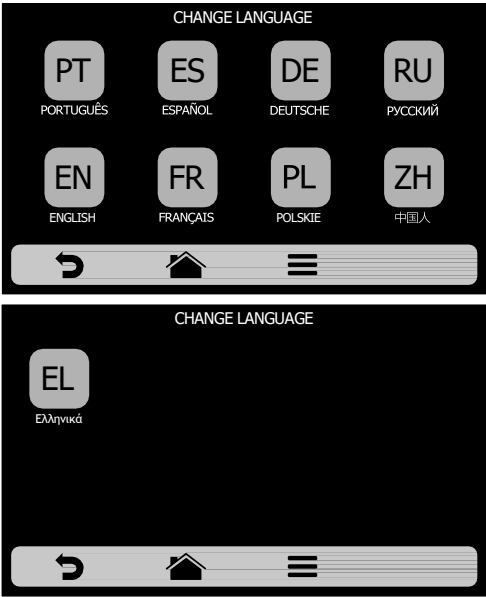 CHANGE LANGUAGE
PT ES DE RU
PORTUGUÊS ESPAÑOL DEUTSCHE РУССКИЙ
EN FR PL ZH
ENGLISH FRANÇAIS POLSKIE 中国人
CHANGE LANGUAGE
EL
Ελληνικά